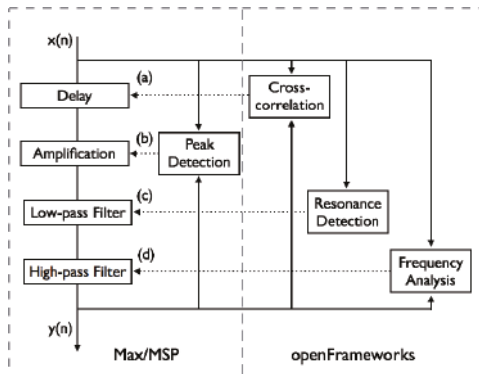 x(n)
(a)
Delay
Cross-
correlation
(b)
Amplification
Peak
Detection
(c)
Low-pass Filter
Resonance
Detection
(d)
High-pass Filter
Frequency
Analysis
y(n)
Max/MSP
openFrameworks